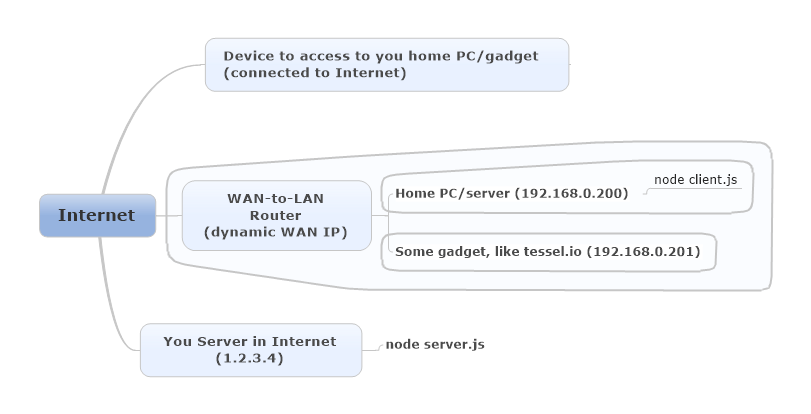 Device to access to you home PC/gadget
(connected to Internet)
Internet
WAN-to-LAN
Router
(dynamic WAN IP)
Home PC/server (192.168.0.200)
node client.js
Some gadget, like tessel.io (192.168.0.201)
You Server in Internet
(1.2.3.4)
node server.js